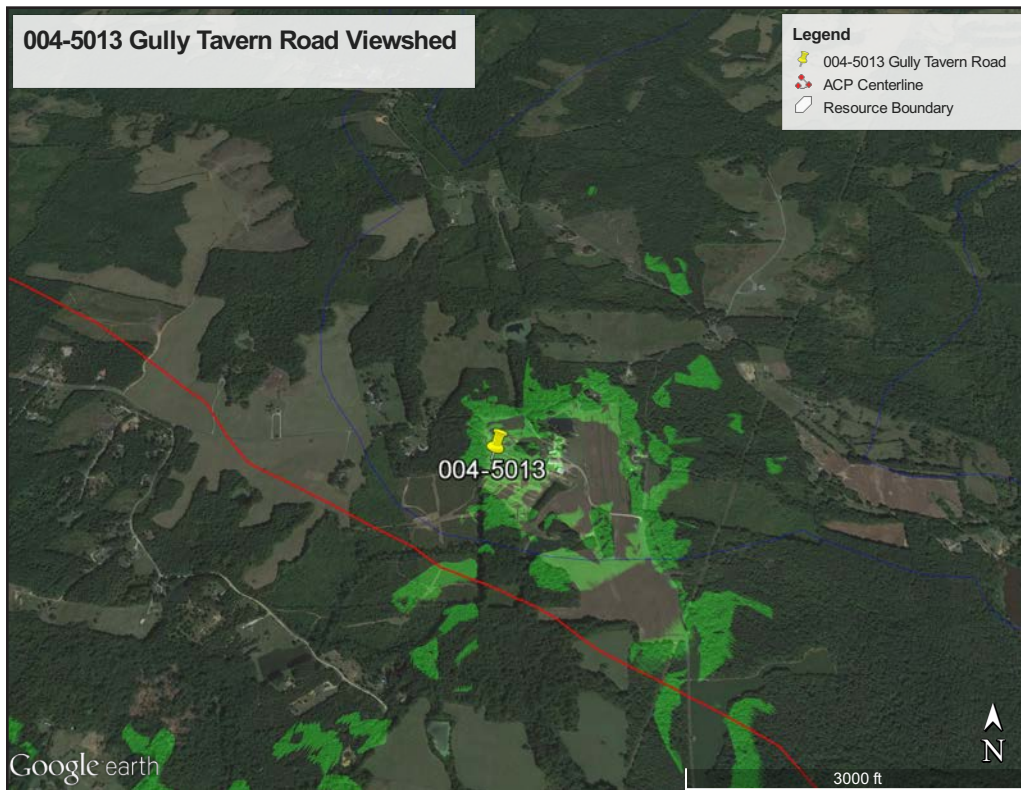 004-5013 Gully Tavern Road Viewshed
Legend
004-5013 Gully Tavern Road
ACP Centerline
Resource Boundary
004-5013
Google earth
N
3000 ft